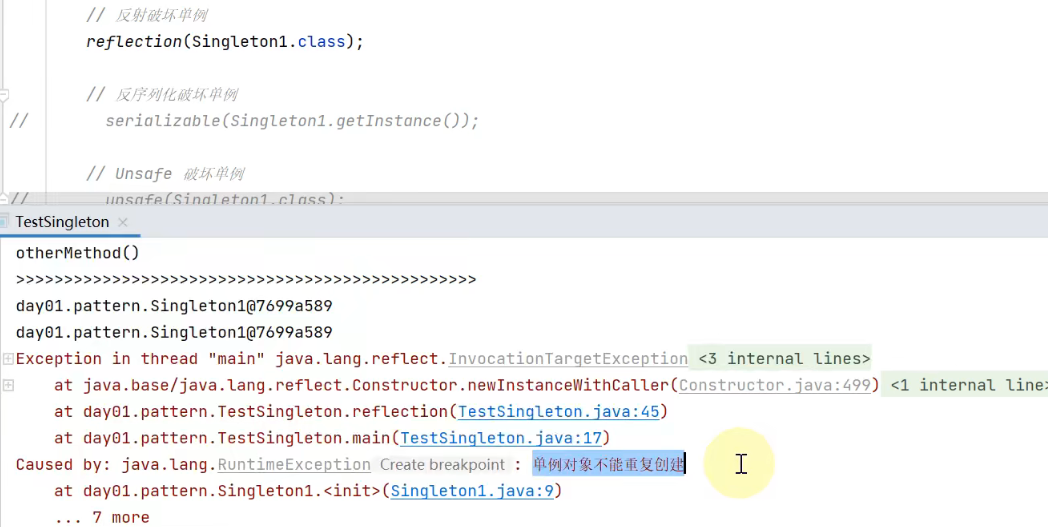 // 反射破坏单例
reflection(Singleton1.class);
// 反序列化破坏单例
// serializable(Singleton1.getInstance());
// Unsafe 破坏单例
// unsafe(Singleton1.class);
TestSingleton ×
otherMethod()
>>>>>>>>>>>>>>>>>>>>>>>>>>>>>>>>>>>>>>>>>>>>>>>>
day01.pattern.Singleton1@7699a589
day01.pattern.Singleton1@7699a589
Exception in thread "main" java.lang.reflect.InvocationTargetException <3 internal lines>
at java.base/java.lang.reflect.Constructor.newInstanceWithCaller(Constructor.java:499) <1 internal line>
at day01.pattern.TestSingleton.reflection(TestSingleton.java:45)
at day01.pattern.TestSingleton.main(TestSingleton.java:17)
Caused by: java.lang.RuntimeException Create breakpoint : 单例对象不能重复创建
at day01.pattern.Singleton1.<init>(Singleton1.java:9)
... 7 more